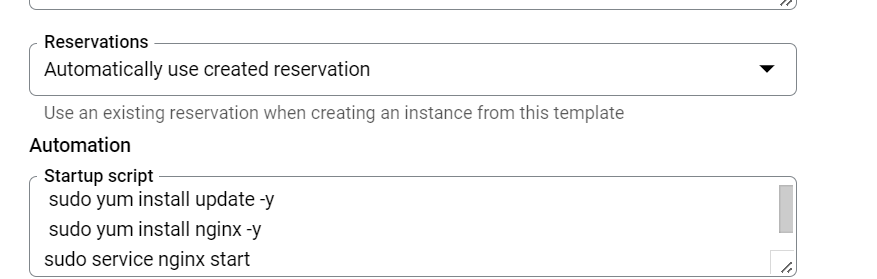 Reservations
Automatically use created reservation
Use an existing reservation when creating an instance from this template
Automation
Startup script
sudo yum install update -y
sudo yum install nginx -y
sudo service nginx start